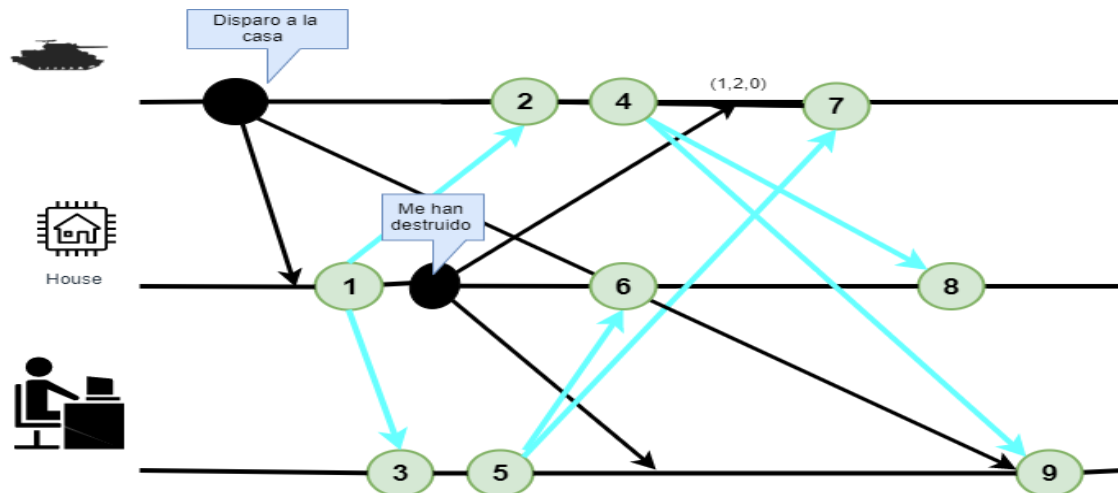 Disparo a la
casa
(1,2,0)
2
4
7
Me han
destruido
House
1
6
8
3
5
9